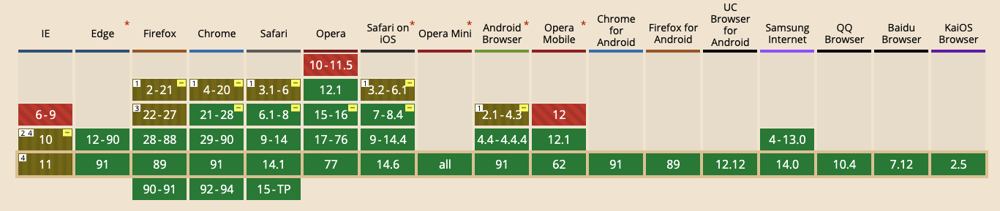 IE Edge * Firefox Chrome Safari Opera Safari on * iOS Opera Mini * Android * Browser Opera * Mobile Chrome for Android Firefox for Android UC Browser for Android Samsung Internet QQ Browser Baidu Browser KaiOS Browser
10-11.5
1 2-21 1 4-20 1 3.1-6 12.1 1 3.2-6.1
6-9 3 22-27 21-28 6.1-8 15-16 7-8.4 1 2.1-4.3 12
2 4 10 12-90 28-88 29-90 9-14 17-76 9-14.4 4.4-4.4.4 12.1 4-13.0
4 11 91 89 91 14.1 77 14.6 all 91 62 91 89 12.12 14.0 10.4 7.12 2.5
90-91 92-94 15-TP